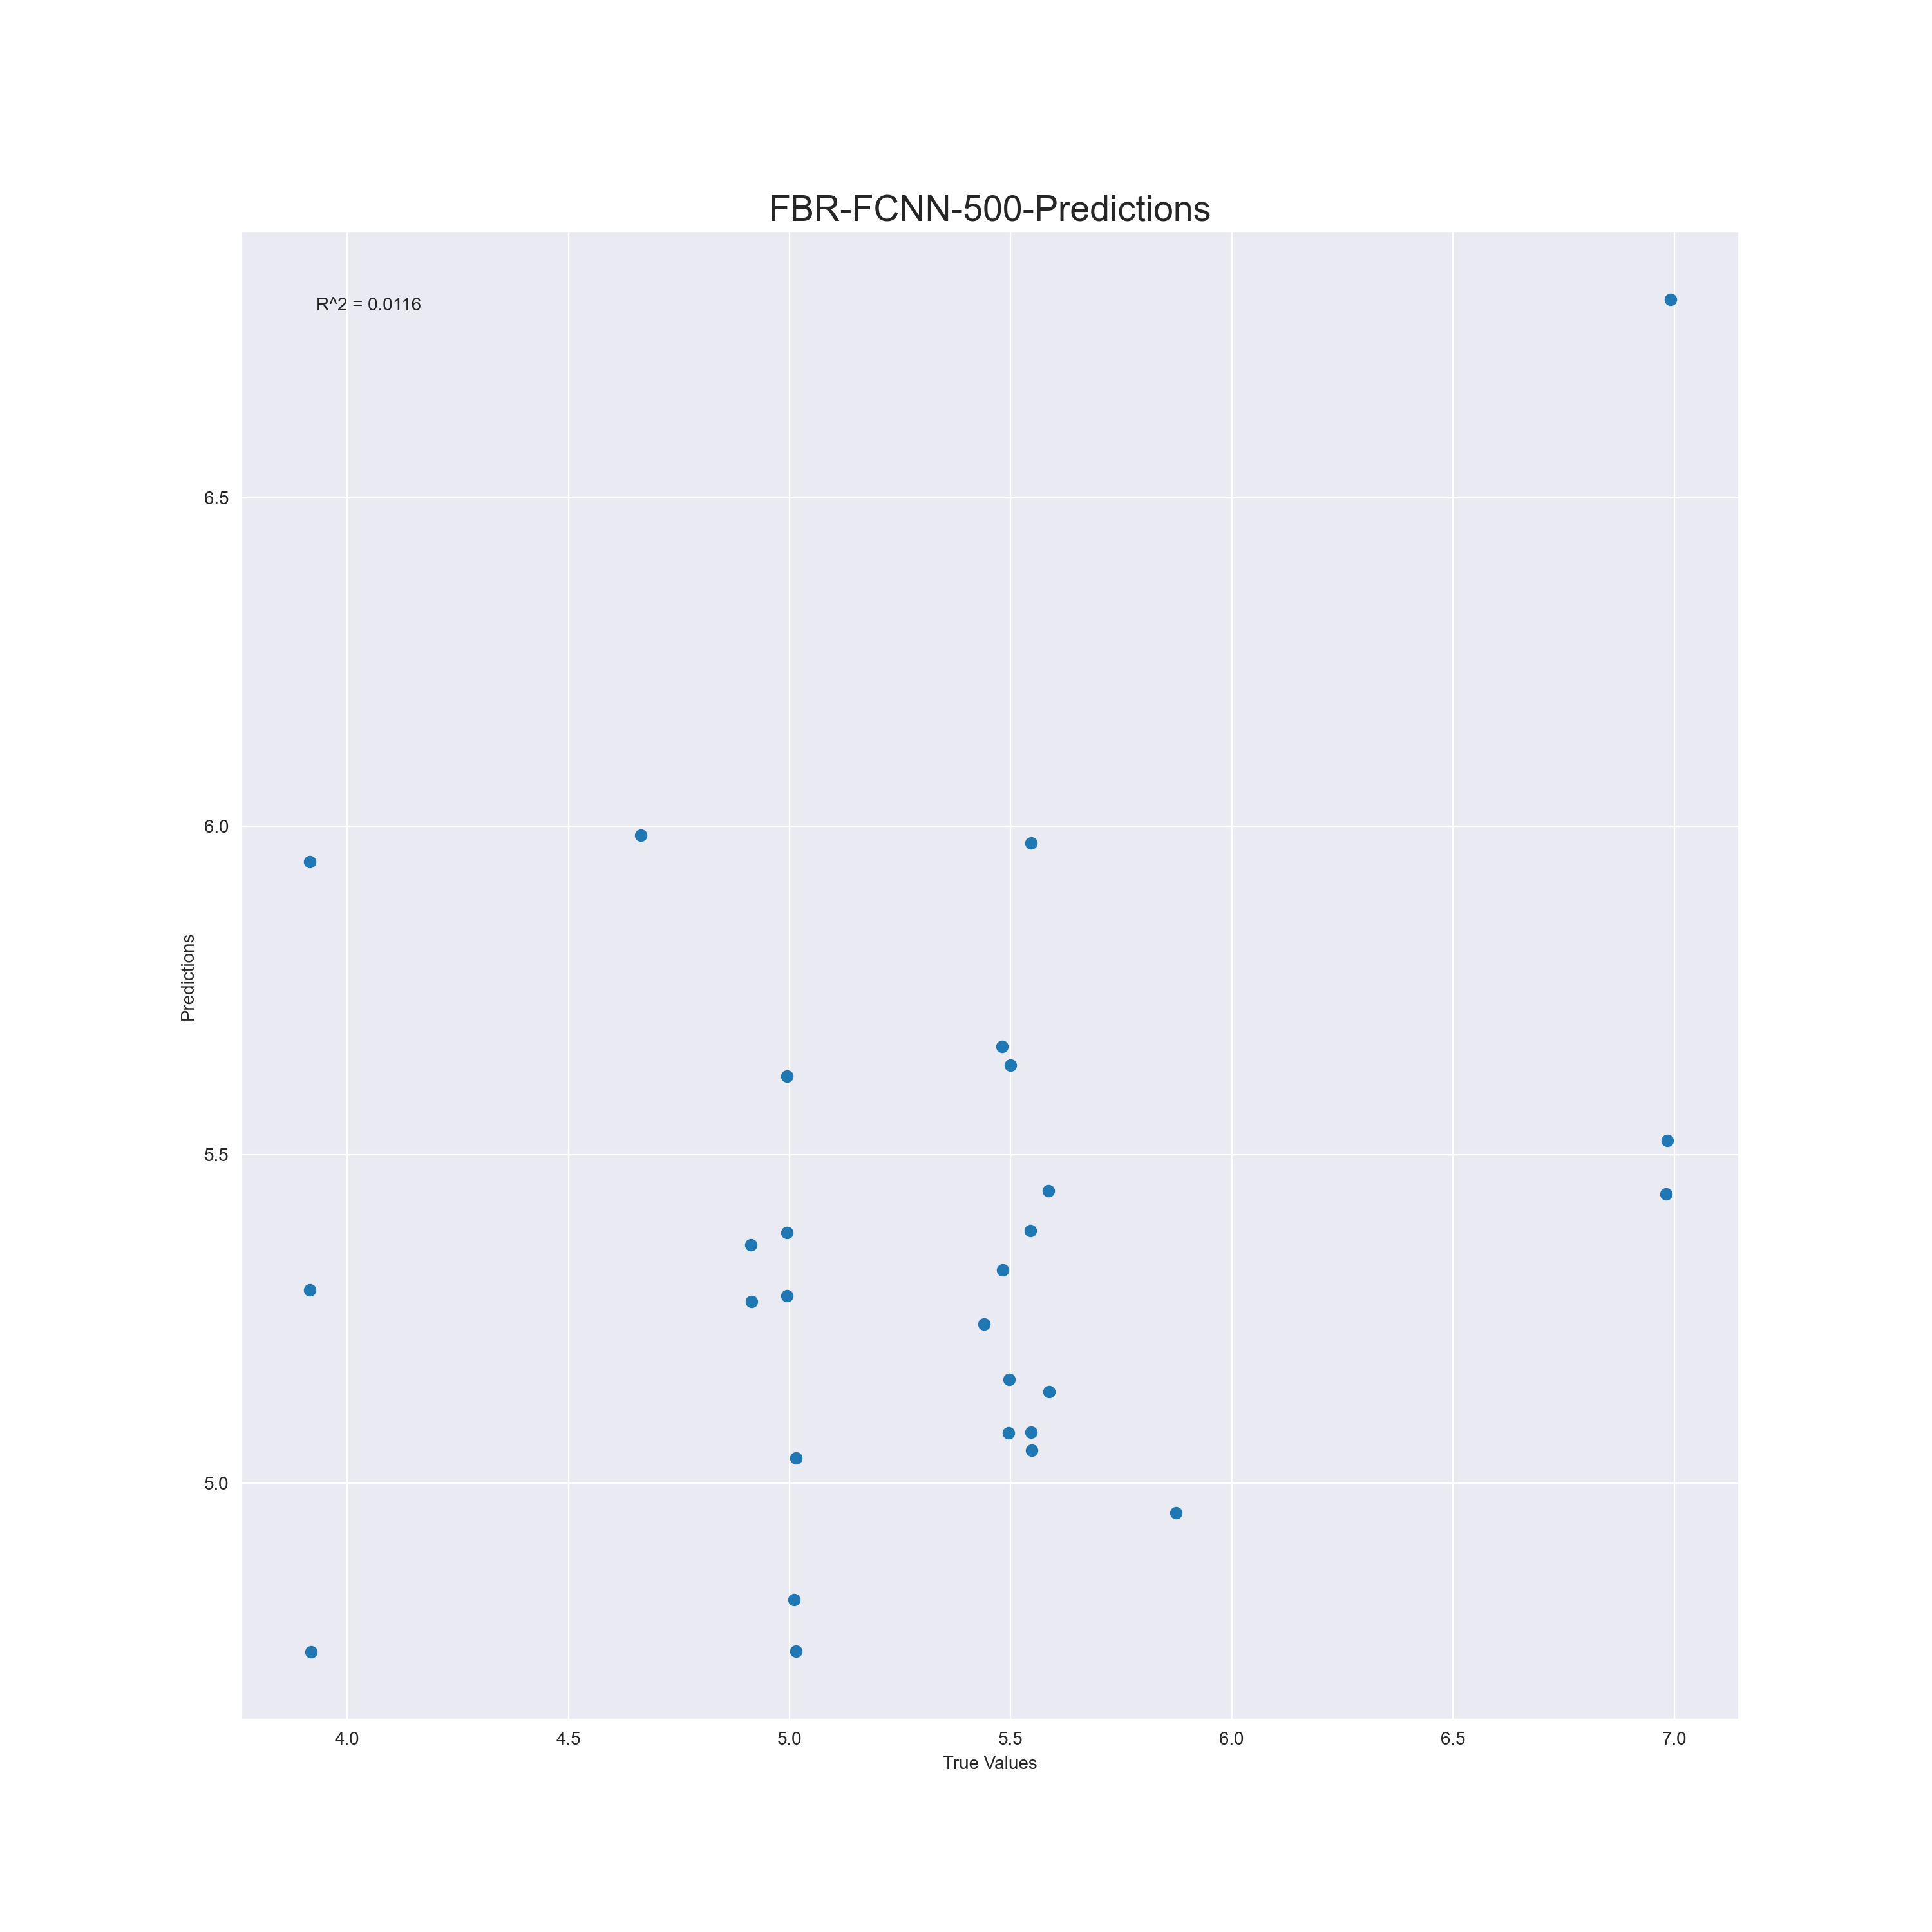 FBR-FCNN-500-Predictions
R^2 = 0.0116
6.5
6.0
5.5
5.0
Predictions
4.0 4.5 5.0 5.5 6.0 6.5 7.0
True Values